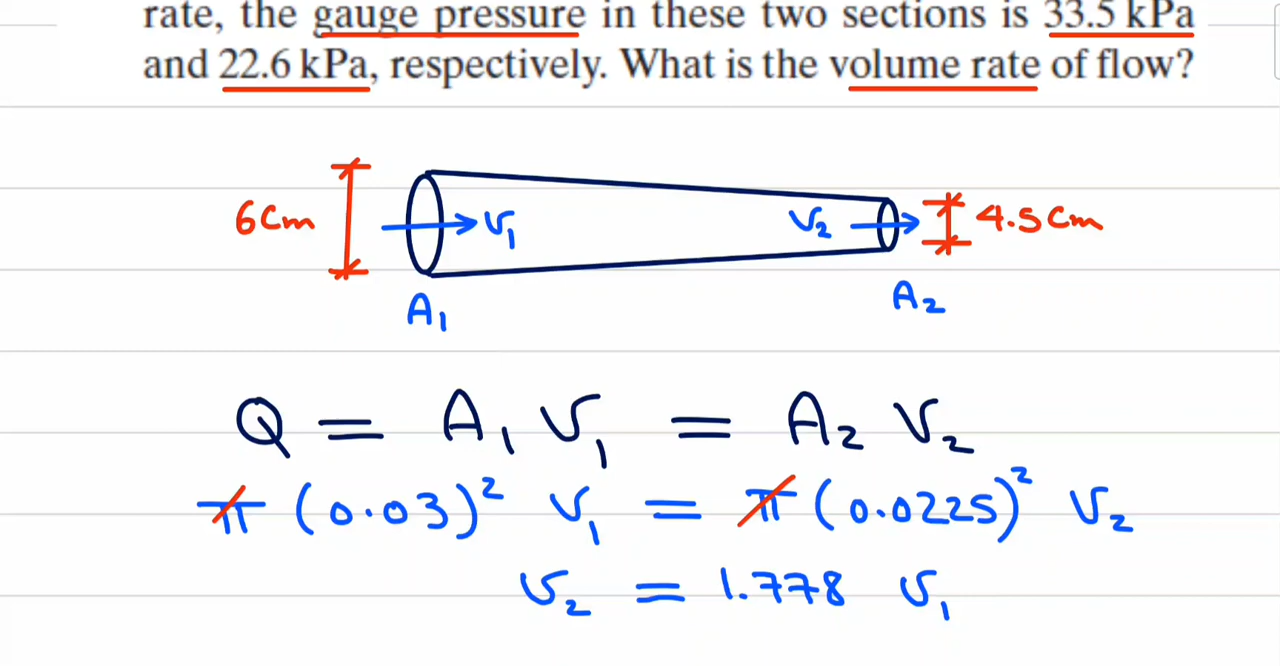 rate, the gauge pressure in these two sections is 33.5 kPa
and 22.6 kPa, respectively. What is the volume rate of flow?
6cm
V₁
V₂
4.5cm
A₁
A₂
Q = A₁ V₁ = A₂ V₂
π (0.03)² V₁ = π (0.0225)² V₂
V₂ = 1.778 V₁